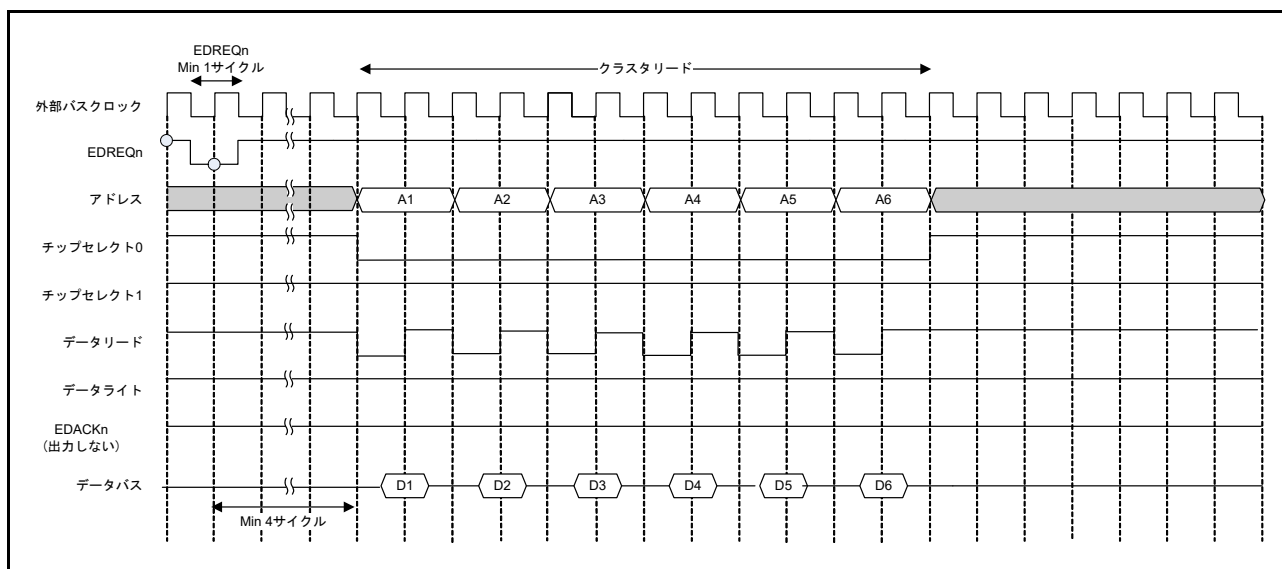 EDREQn
Min 1サイクル
クラスタリード
外部バスクロック
EDREQn
アドレス
A1
A2
A3
A4
A5
A6
チップセレクト0
チップセレクト1
データリード
データライト
EDACKn
(出力しない)
データバス
D1
D2
D3
D4
D5
D6
Min 4サイクル